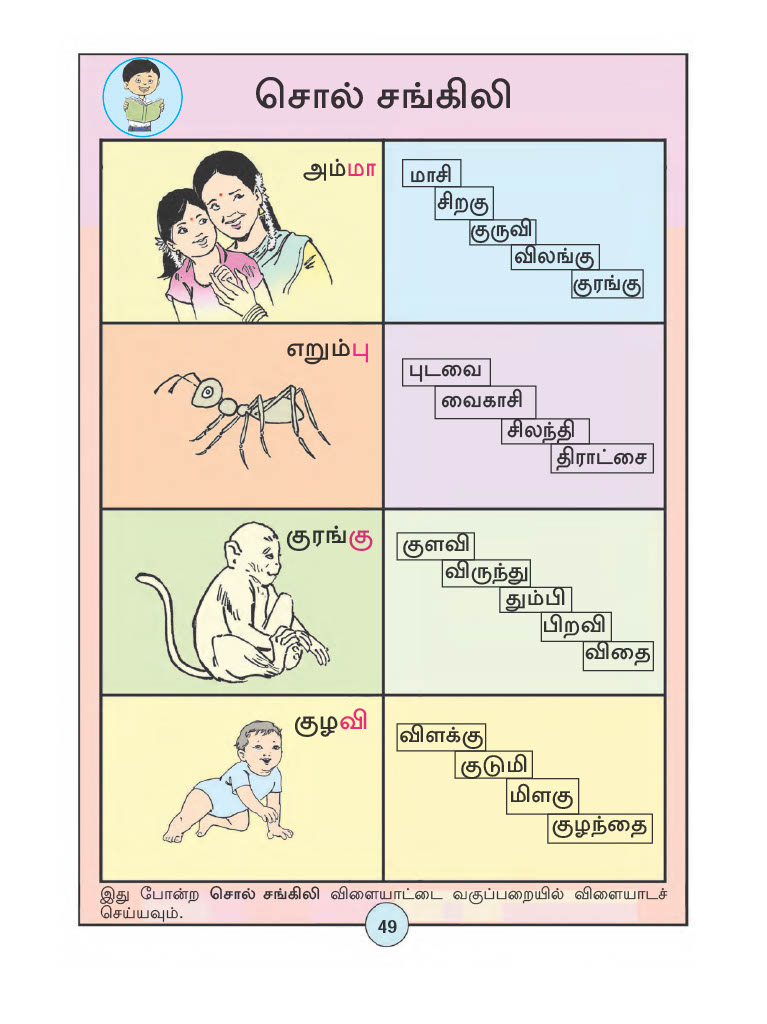 சொல் சங்கிலி
அம்மா
மாசி
சிறகு
குருவி
விலங்கு
குரங்கு
எறும்பு
புடவை
வைகாசி
சிலந்தி
திராட்சை
குரங்கு
குளவி
விருந்து
தும்பி
பிறவி
விதை
குழவி
விளக்கு
குடுமி
மிளகு
குழந்தை
இது போன்ற சொல் சங்கிலி விளையாட்டை வகுப்பறையில் விளையாடச்
செய்யவும்.
49